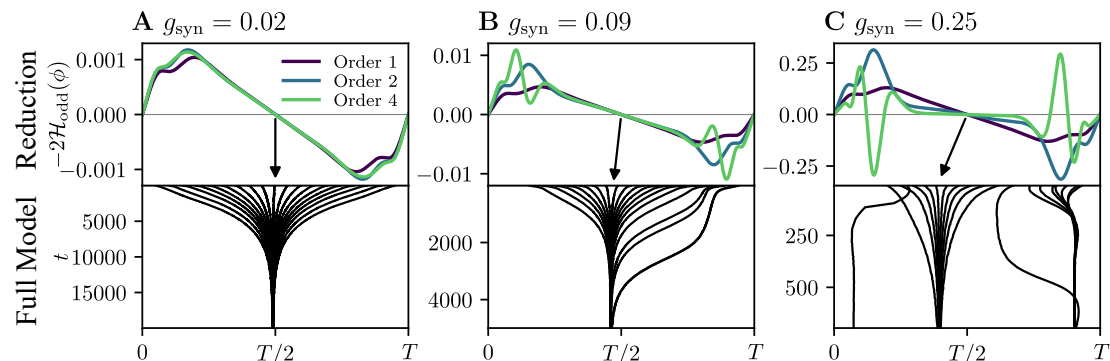 A g_syn = 0.02
B g_syn = 0.09
C g_syn = 0.25
Reduction
−2ℋ_odd(ϕ)
0.001
0.000
−0.001
Order 1
Order 2
Order 4
0.01
0.00
−0.01
0.25
0.00
−0.25
Full Model
t
5000
10000
15000
2000
4000
250
500
0 T/2 T
0 T/2 T
0 T/2 T